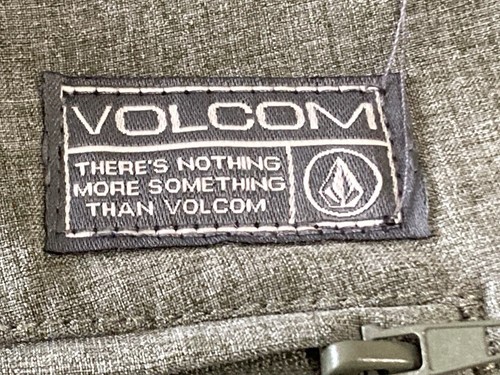 VOLCOM
THERE'S NOTHING
MORE SOMETHING
THAN VOLCOM